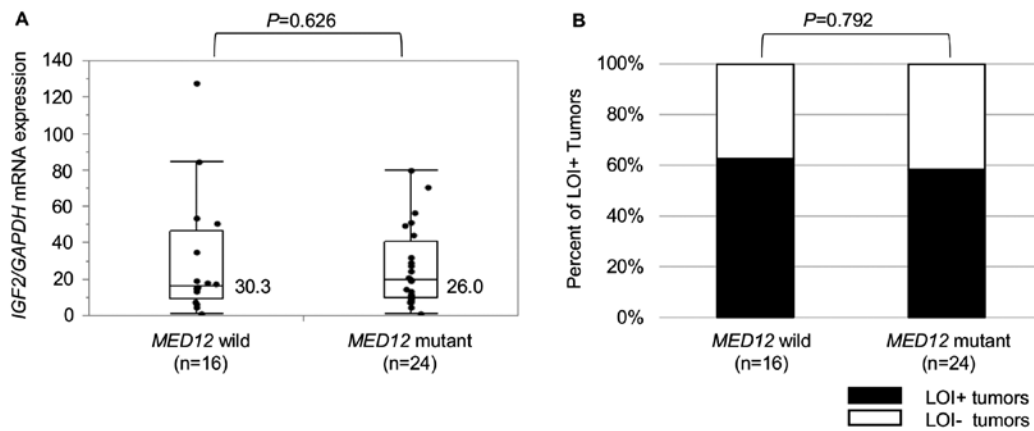 A
P=0.626
IGF2/GAPDH mRNA expression
140
120
100
80
60
40
20
0
30.3
26.0
MED12 wild
(n=16)
MED12 mutant
(n=24)
B
P=0.792
Percent of LOI+ Tumors
100%
80%
60%
40%
20%
0%
MED12 wild
(n=16)
MED12 mutant
(n=24)
LOI+ tumors
LOI- tumors